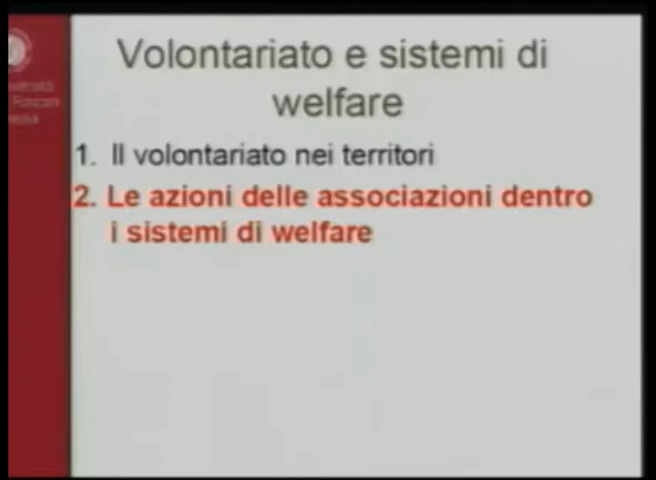 Volontariato e sistemi di
welfare
1. Il volontariato nei territori
2. Le azioni delle associazioni dentro
i sistemi di welfare